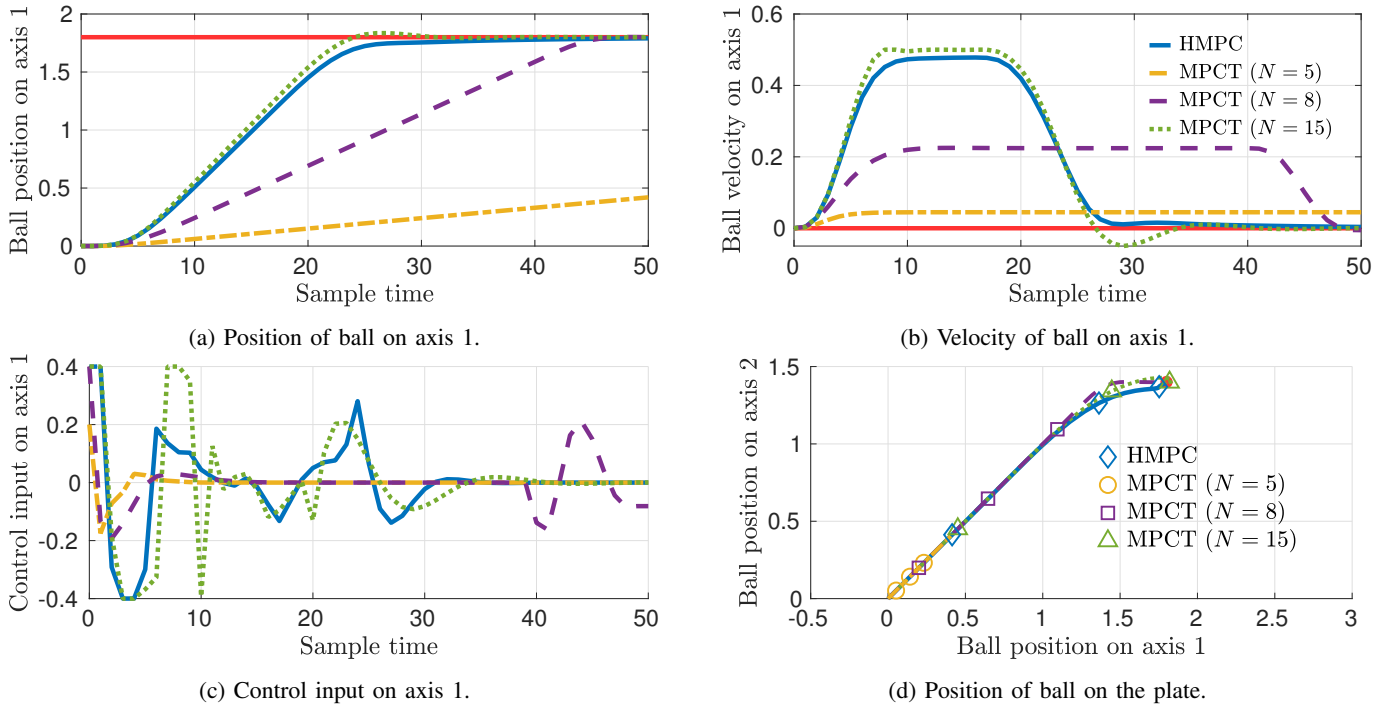 Ball position on axis 1
2
1.5
1
0.5
0
0 10 20 30 40 50
Sample time
(a) Position of ball on axis 1.
Ball velocity on axis 1
0.6
0.4
0.2
0
0 10 20 30 40 50
HMPC
MPCT (N = 5)
MPCT (N = 8)
MPCT (N = 15)
Sample time
(b) Velocity of ball on axis 1.
Control input on axis 1
0.4
0.2
0
-0.2
-0.4
0 10 20 30 40 50
Sample time
(c) Control input on axis 1.
Ball position on axis 2
1.5
1
0.5
0
-0.5 0 0.5 1 1.5 2 2.5 3
HMPC
MPCT (N = 5)
MPCT (N = 8)
MPCT (N = 15)
Ball position on axis 1
(d) Position of ball on the plate.